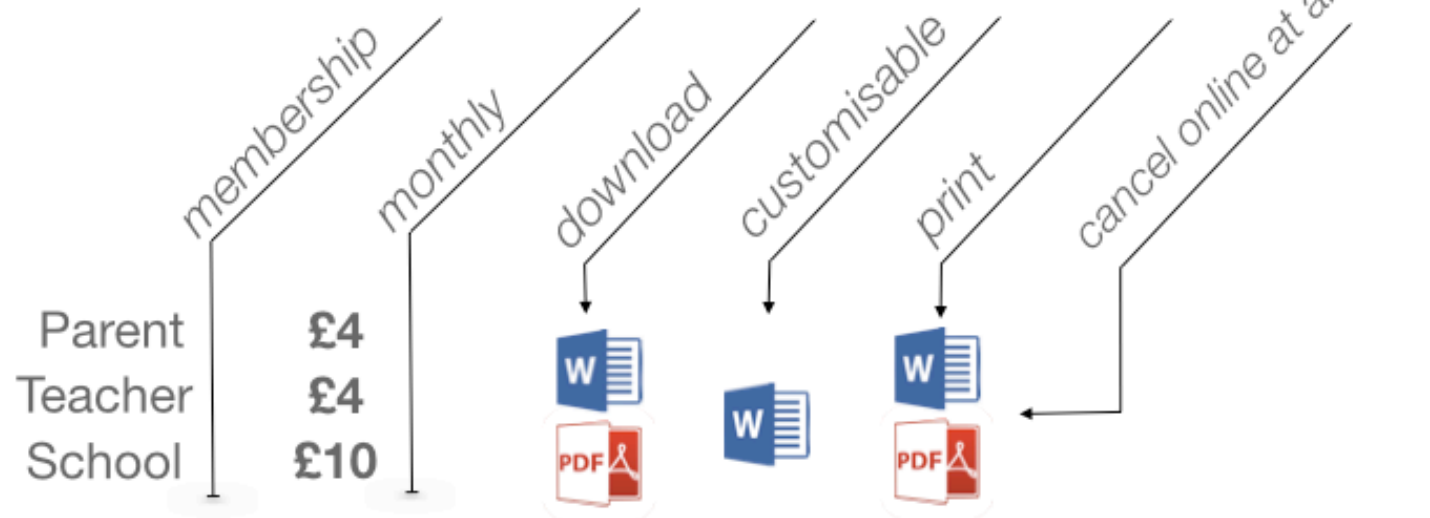 membership
monthly
download
customisable
print
cancel online at
Parent £4
Teacher £4
School £10
W
PDF
W
W
PDF